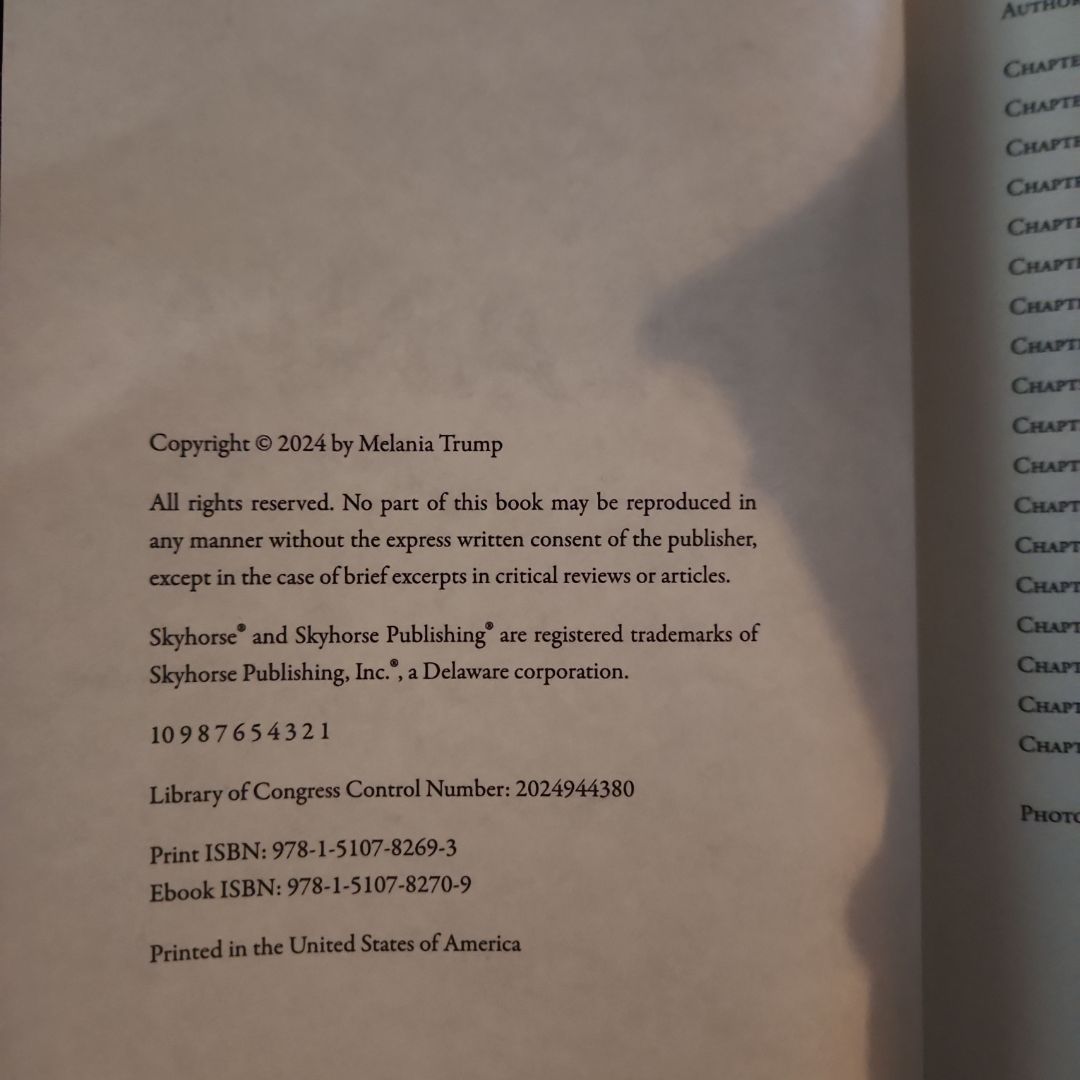 Copyright © 2024 by Melania Trump
All rights reserved. No part of this book may be reproduced in
any manner without the express written consent of the publisher,
except in the case of brief excerpts in critical reviews or articles.
Skyhorse® and Skyhorse Publishing® are registered trademarks of
Skyhorse Publishing, Inc.®, a Delaware corporation.
10 9 8 7 6 5 4 3 2 1
Library of Congress Control Number: 2024944380
Print ISBN: 978-1-5107-8269-3
Ebook ISBN: 978-1-5107-8270-9
Printed in the United States of America